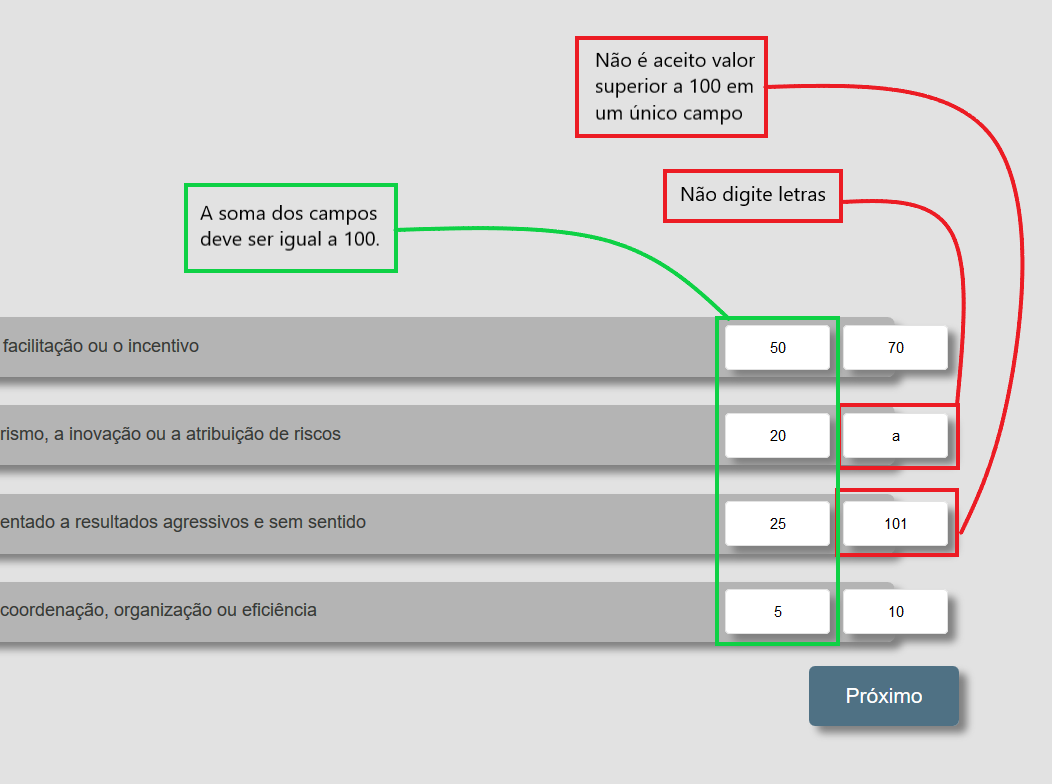 Não é aceito valor
superior a 100 em
um único campo
Não digite letras
A soma dos campos
deve ser igual a 100.
facilitação ou o incentivo 50 70
rismo, a inovação ou a atribuição de riscos 20 a
entado a resultados agressivos e sem sentido 25 101
coordenação, organização ou eficiência 5 10
Próximo